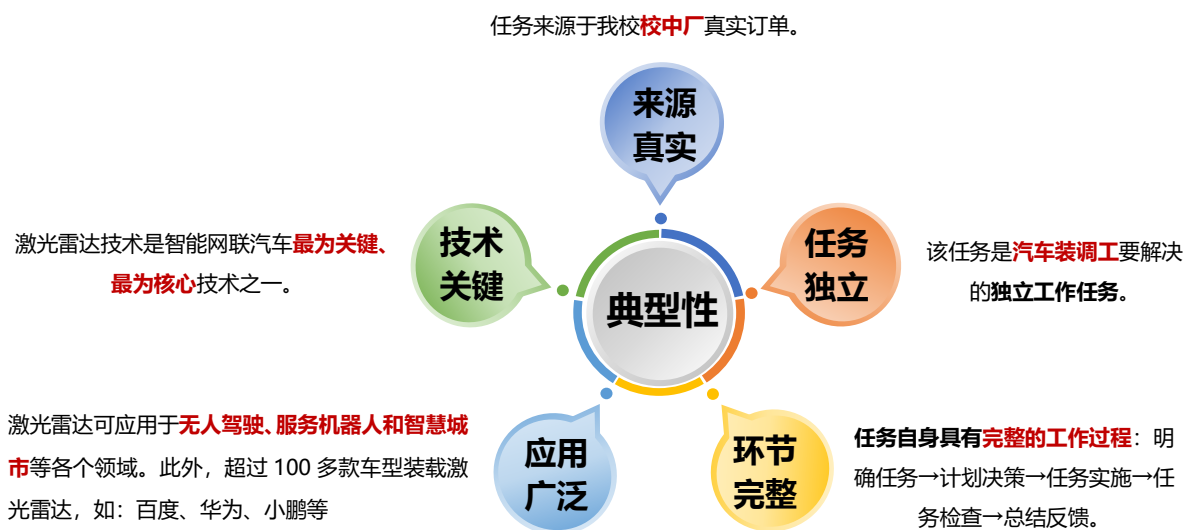 任务来源于我校校中厂真实订单。
来源
真实
激光雷达技术是智能网联汽车最为关键、
最为核心技术之一。
技术
关键
典型性
任务
独立
该任务是汽车装调工要解决
的独立工作任务。
激光雷达可应用于无人驾驶、服务机器人和智慧城
市等各个领域。此外，超过 100 多款车型装载激
光雷达，如：百度、华为、小鹏等
应用
广泛
环节
完整
任务自身具有完整的工作过程：明
确任务→计划决策→任务实施→任
务检查→总结反馈。